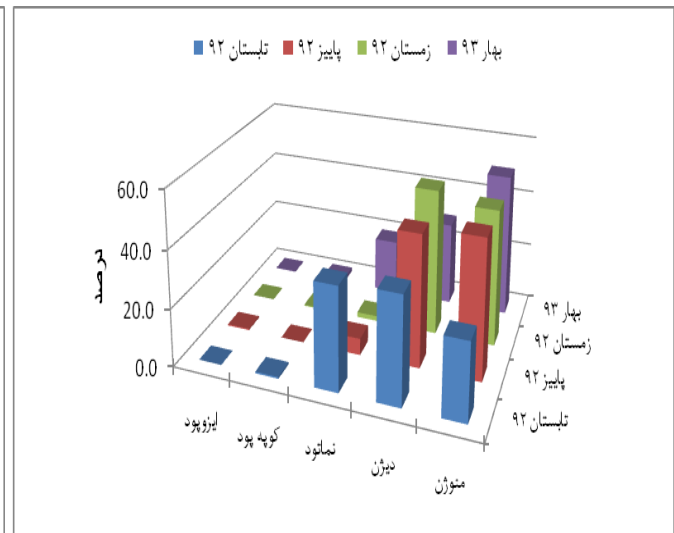 تابستان ۹۲ پاییز ۹۲ زمستان ۹۲ بهار ۹۳
60.0
40.0
20.0
0.0
درصد
ایزوپود
کوپه پود
نماتود
دیژن
منوژن
بهار ۹۳
زمستان ۹۲
پاییز ۹۲
تابستان ۹۲